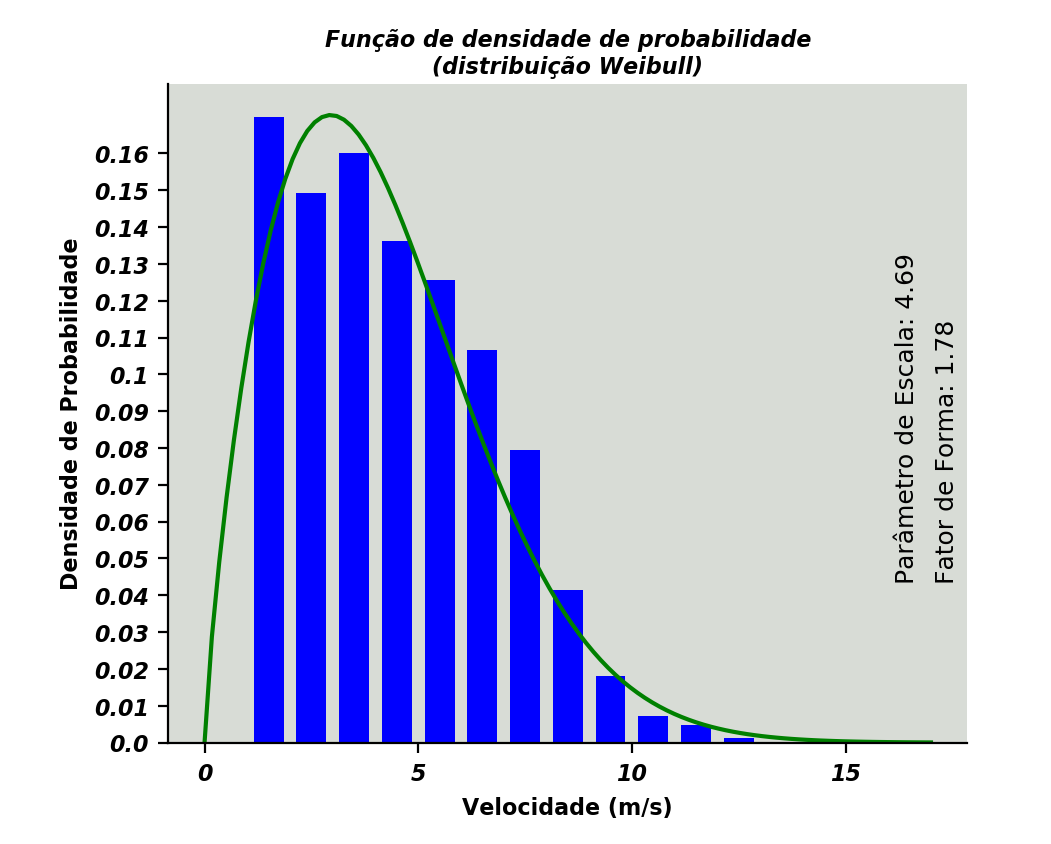 Função de densidade de probabilidade
(distribuição Weibull)
Densidade de Probabilidade
0.16
0.15
0.14
0.13
0.12
0.11
0.1
0.09
0.08
0.07
0.06
0.05
0.04
0.03
0.02
0.01
0.0
Parâmetro de Escala: 4.69
Fator de Forma: 1.78
0 5 10 15
Velocidade (m/s)